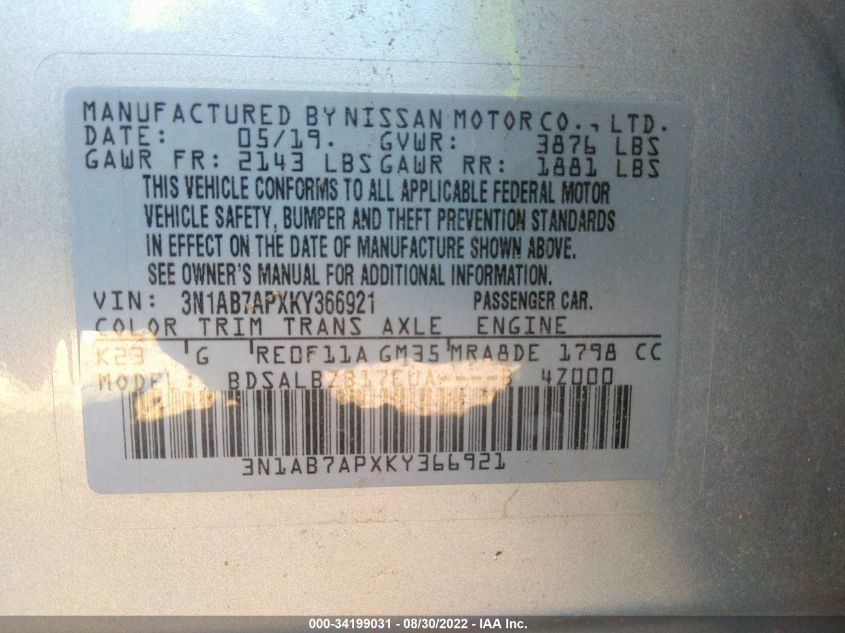 MANUFACTURED BY NISSAN MOTOR CO., LTD.
DATE: 05/19. GVWR: 3876 LBS
GAWR FR: 2143 LBS GAWR RR: 1881 LBS
THIS VEHICLE CONFORMS TO ALL APPLICABLE FEDERAL MOTOR
VEHICLE SAFETY, BUMPER AND THEFT PREVENTION STANDARDS
IN EFFECT ON THE DATE OF MANUFACTURE SHOWN ABOVE.
SEE OWNER'S MANUAL FOR ADDITIONAL INFORMATION.
VIN: 3N1AB7APXKY366921 PASSENGER CAR.
COLOR TRIM TRANS AXLE ENGINE
K23 G RE0F11A GM35 MRA8DE 1798 CC
MODEL: 4Z000
3N1AB7APXKY366921
000-34199031 - 08/30/2022 - IAA Inc.